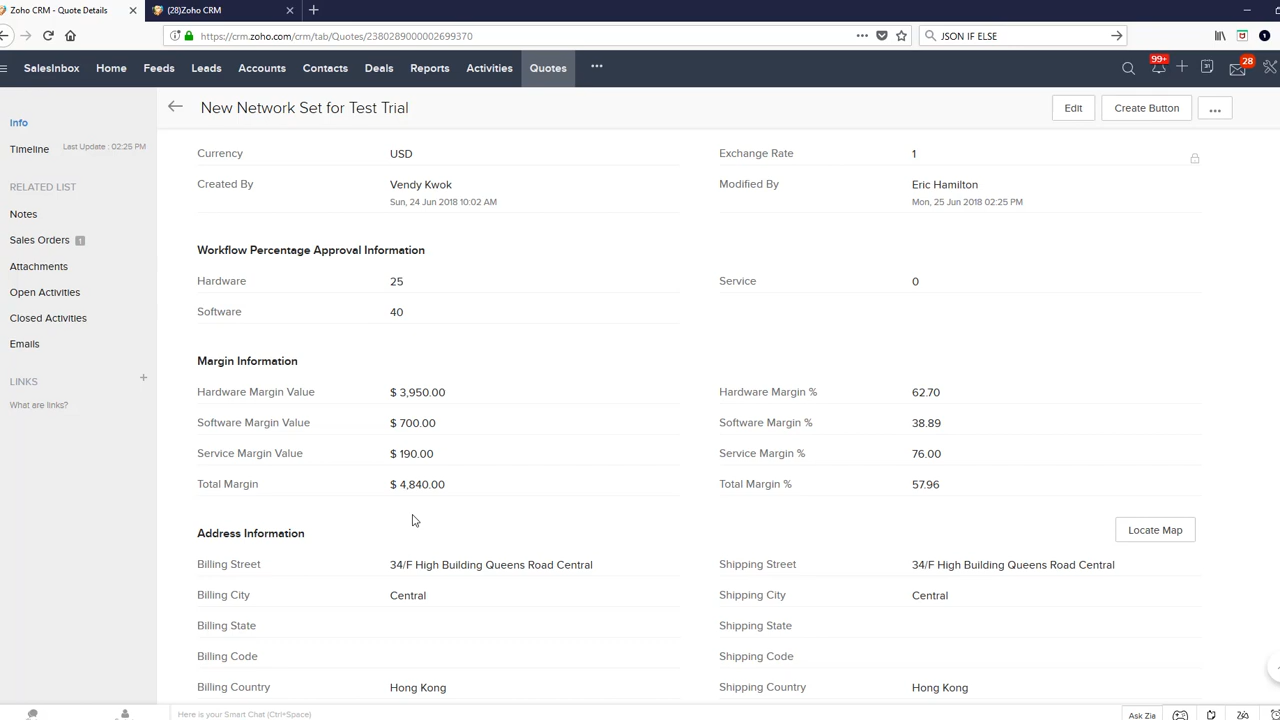 Zoho CRM - Quote Details
(28)Zoho CRM
https://crm.zoho.com/crm/tab/Quotes/2380289000002699370
JSON IF ELSE
SalesInbox Home Feeds Leads Accounts Contacts Deals Reports Activities Quotes
99+
28
New Network Set for Test Trial
Edit
Create Button
Info
Timeline Last Update : 02:25 PM
RELATED LIST
Notes
Sales Orders 1
Attachments
Open Activities
Closed Activities
Emails
LINKS
What are links?
Currency USD Exchange Rate 1
Created By Vendy Kwok Modified By Eric Hamilton
Sun, 24 Jun 2018 10:02 AM Mon, 25 Jun 2018 02:25 PM
Workflow Percentage Approval Information
Hardware 25 Service 0
Software 40
Margin Information
Hardware Margin Value $ 3,950.00 Hardware Margin % 62.70
Software Margin Value $ 700.00 Software Margin % 38.89
Service Margin Value $ 190.00 Service Margin % 76.00
Total Margin $ 4,840.00 Total Margin % 57.96
Address Information
Locate Map
Billing Street 34/F High Building Queens Road Central Shipping Street 34/F High Building Queens Road Central
Billing City Central Shipping City Central
Billing State Shipping State
Billing Code Shipping Code
Billing Country Hong Kong Shipping Country Hong Kong
Here is your Smart Chat (Ctrl+Space)
Ask Zia